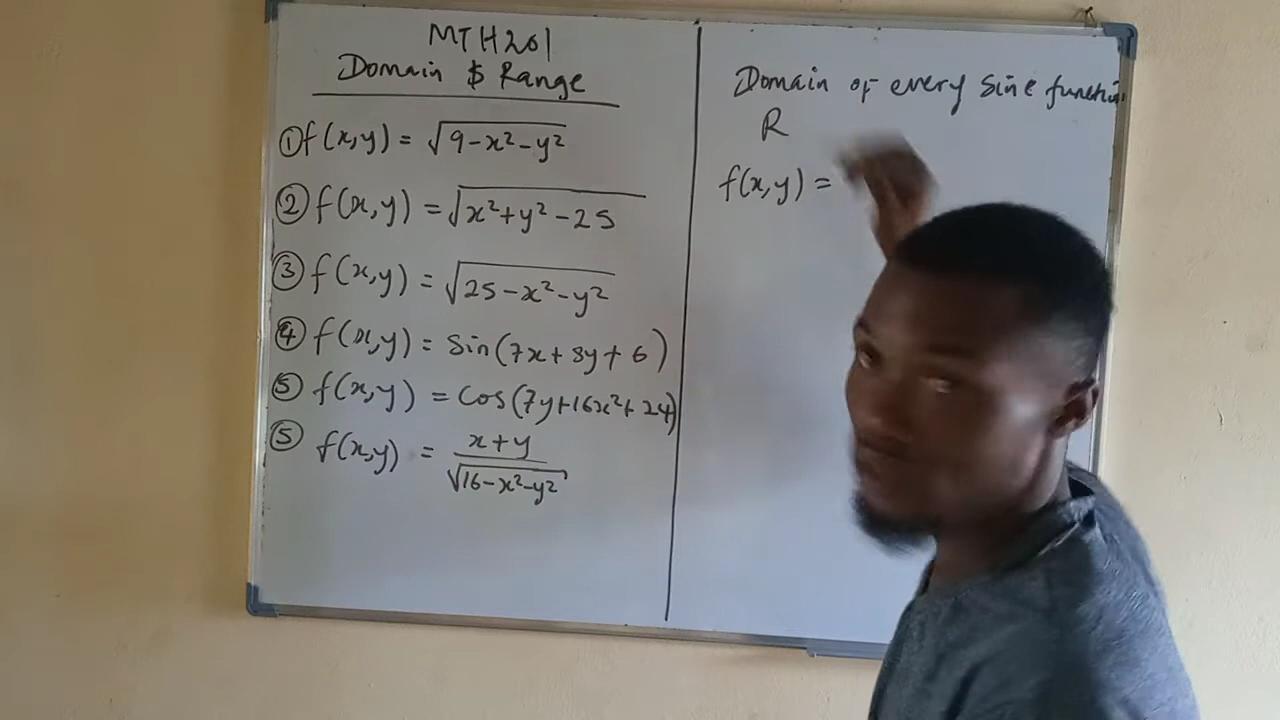 MTH201
Domain $ Range
① f(x,y) = √9-x²-y²
② f(x,y) = √x²+y²-25
③ f(x,y) = √25-x²-y²
④ f(x,y) = Sin(7x+8y+6)
⑤ f(x,y) = Cos(7y+16x²+24)
⑤ f(x,y) = x+y
√16-x²-y²
Domain of every Sine function
R
f(x,y) =